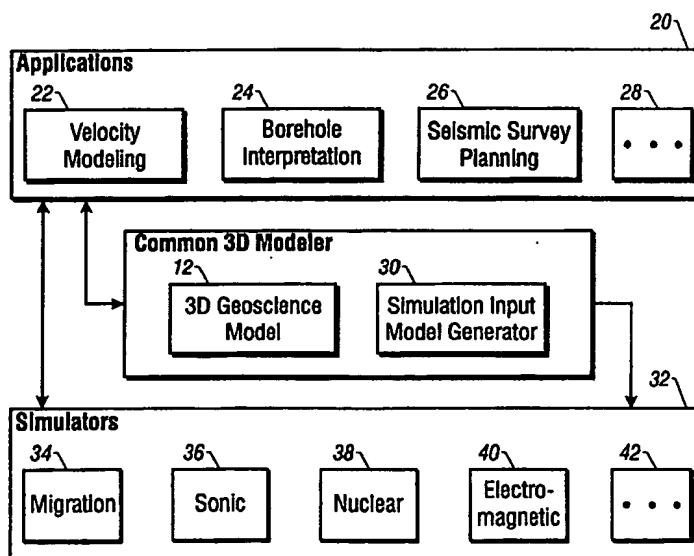 20
Applications
22
24
26
28
Velocity
Modeling
Borehole
Interpretation
Seismic Survey
Planning
• • •
Common 3D Modeler
12
30
3D Geoscience
Model
Simulation Input
Model Generator
32
Simulators
34
36
38
40
42
Migration
Sonic
Nuclear
Electro-
magnetic
• • •